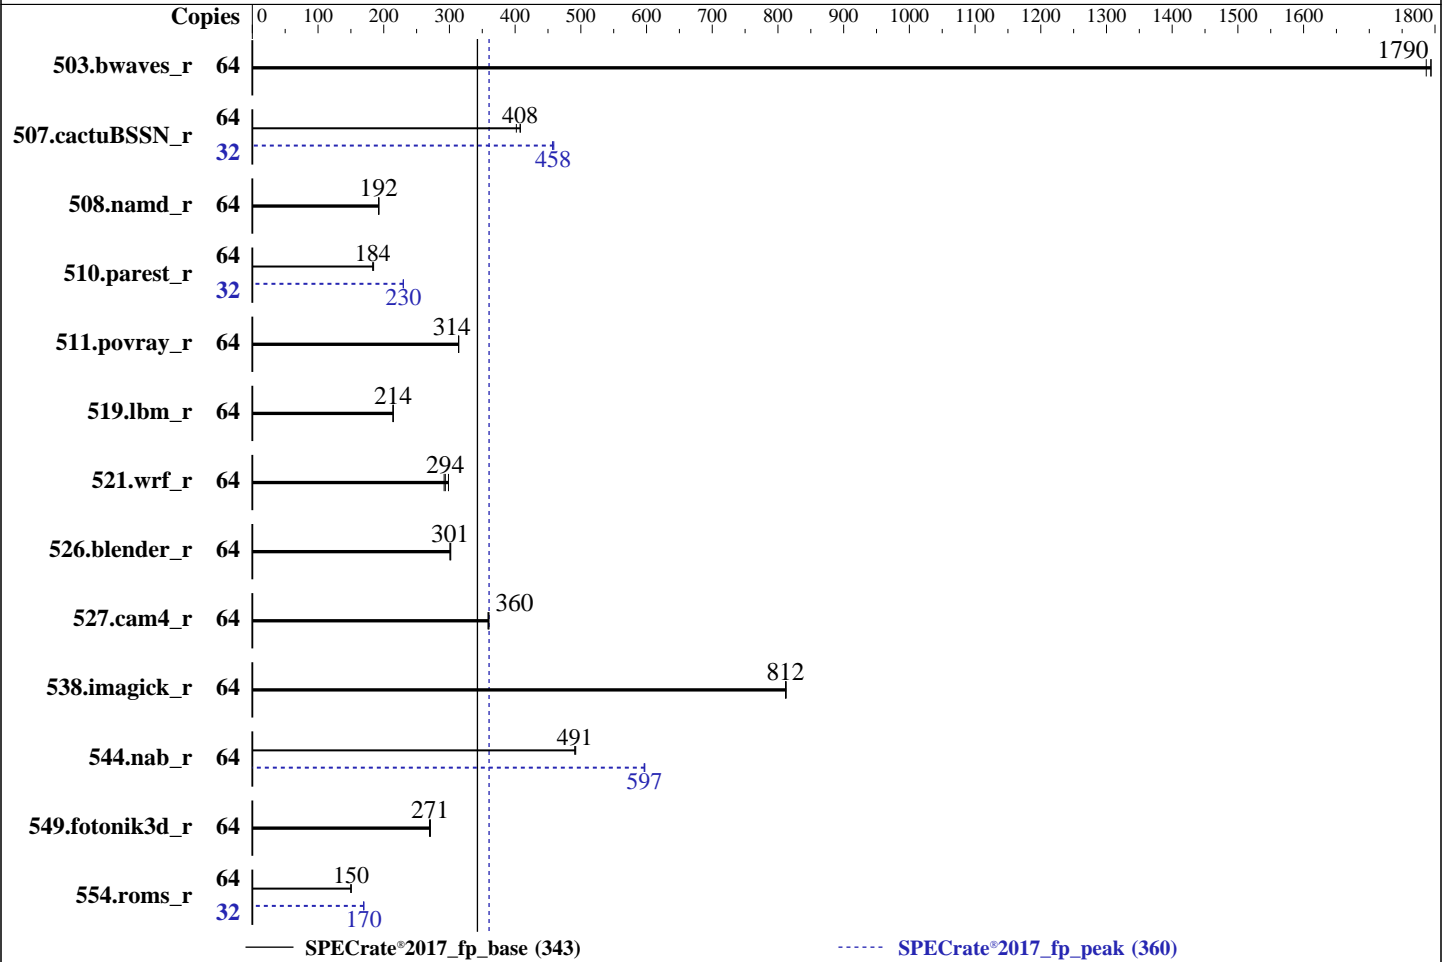 Copies 0 100 200 300 400 500 600 700 800 900 1000 1100 1200 1300 1400 1500 1600 1800
503.bwaves_r 64 1790
507.cactuBSSN_r 64 408
32 458
508.namd_r 64 192
510.parest_r 64 184
32 230
511.povray_r 64 314
519.lbm_r 64 214
521.wrf_r 64 294
526.blender_r 64 301
527.cam4_r 64 360
538.imagick_r 64 812
544.nab_r 64 491
597
549.fotonik3d_r 64 271
554.roms_r 64 150
32 170
SPECrate®2017_fp_base (343) SPECrate®2017_fp_peak (360)